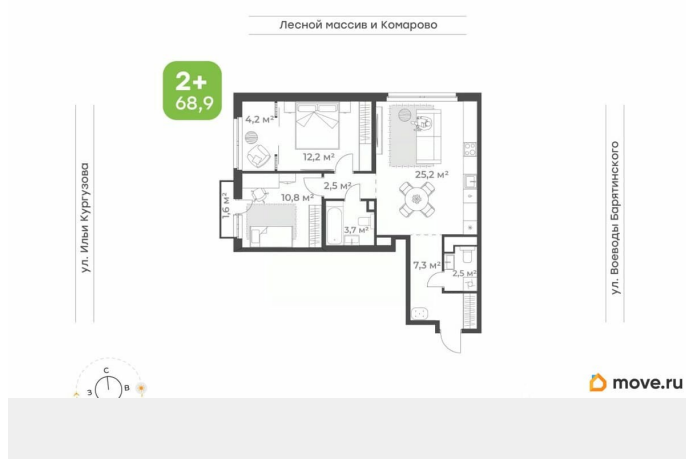 Лесной массив и Комарово
2+
68,9
ул. Ильи Кургузова
ул. Воеводы Барятинского
4,2 м²
12,2 м²
25,2 м²
2,5 м²
10,8 м²
1,6 м²
3,7 м²
7,3 м²
2,5 м²
С
З
В
move.ru